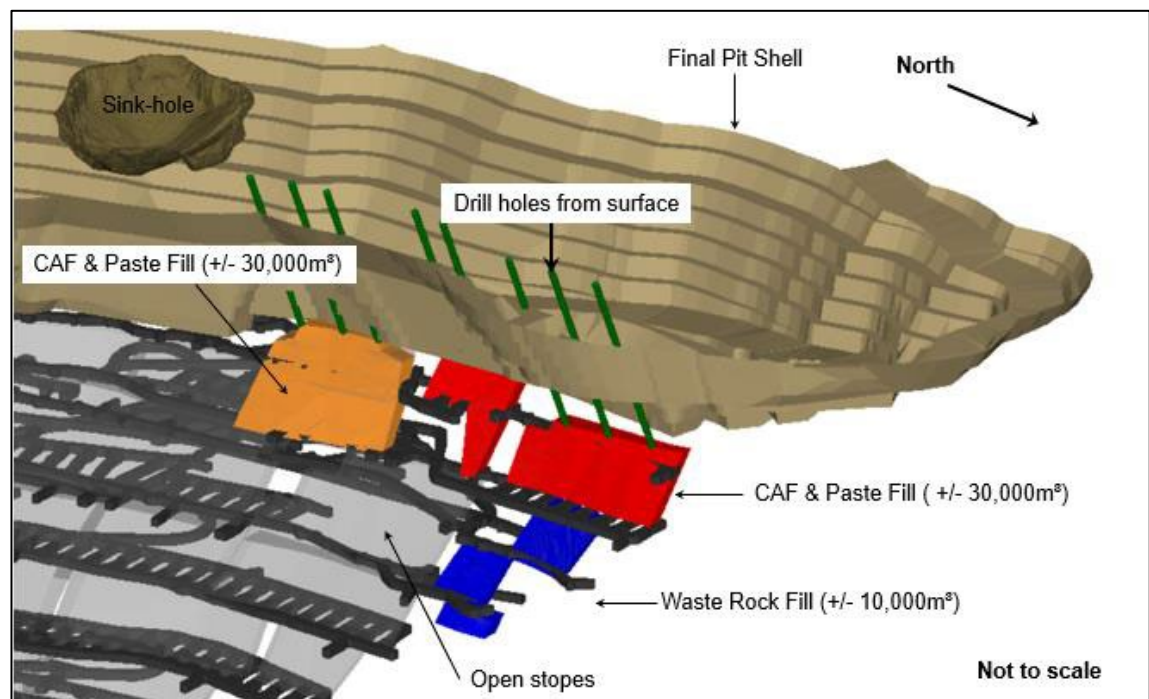 Final Pit Shell
North
Sink-hole
Drill holes from surface
CAF & Paste Fill (+/- 30,000m³)
CAF & Paste Fill ( +/- 30,000m³)
Waste Rock Fill (+/- 10,000m³)
Open stopes
Not to scale